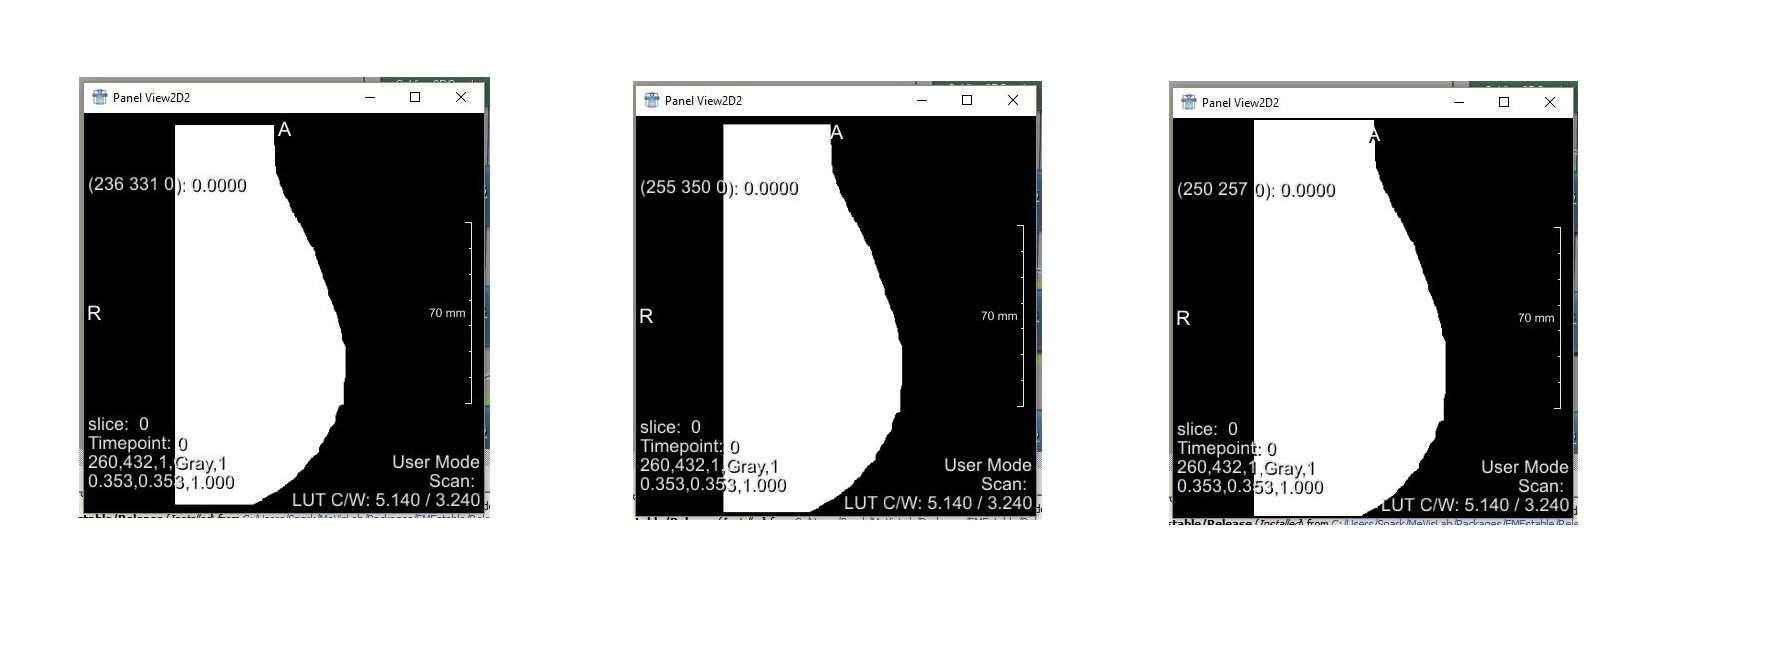 Panel View2D2
A
(236 331 0): 0.0000
R
70 mm
slice: 0
Timepoint: 0
260,432,1,Gray,1
0.353,0.353,1.000
User Mode
Scan:
LUT C/W: 5.140 / 3.240
Panel View2D2
A
(255 350 0): 0.0000
R
70 mm
slice: 0
Timepoint: 0
260,432,1,Gray,1
0.353,0.353,1.000
User Mode
Scan:
LUT C/W: 5.140 / 3.240
Panel View2D2
A
(250 257 0): 0.0000
R
70 mm
slice: 0
Timepoint: 0
260,432,1,Gray,1
0.353,0.353,1.000
User Mode
Scan:
LUT C/W: 5.140 / 3.240
stable/Release (Installed) from C:/Users/Spark/MeVisLab/Packages/FMEstable/Rele